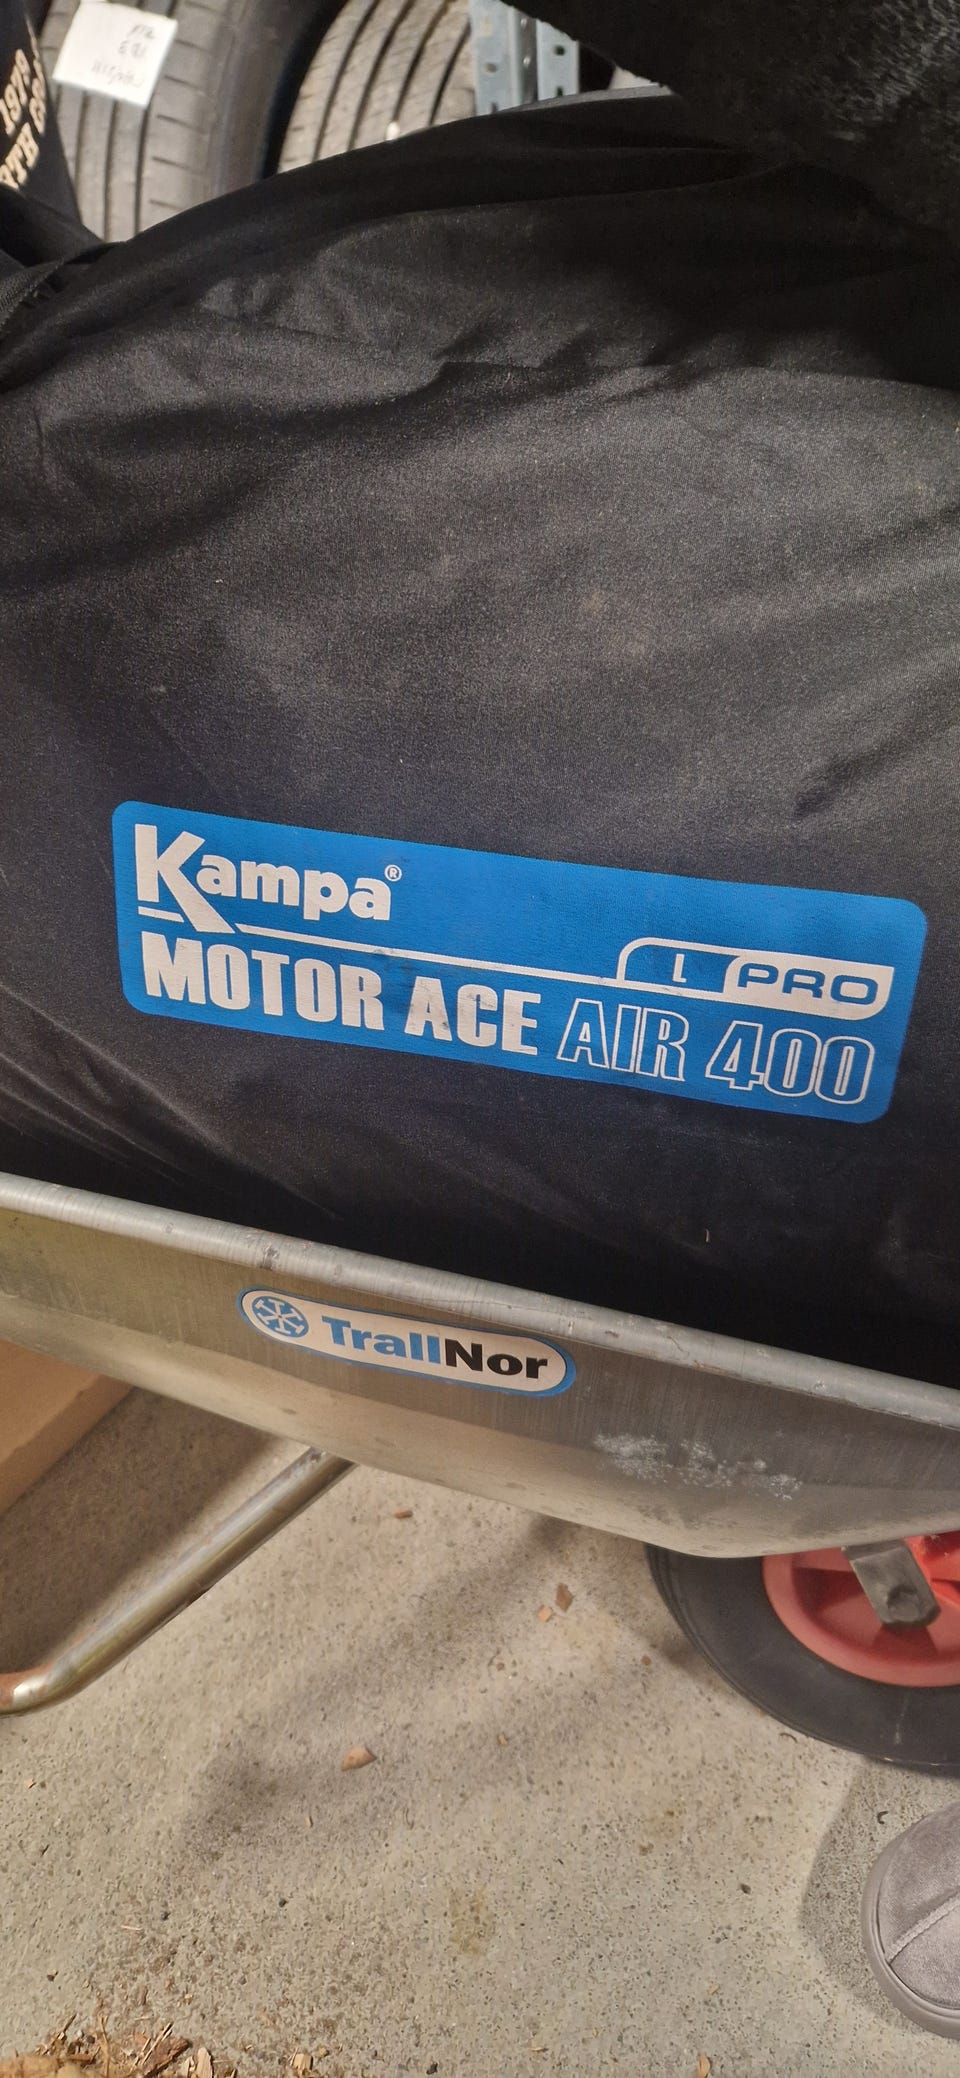 Kampa®
L PRO
MOTOR ACE AIR 400
TrallNor